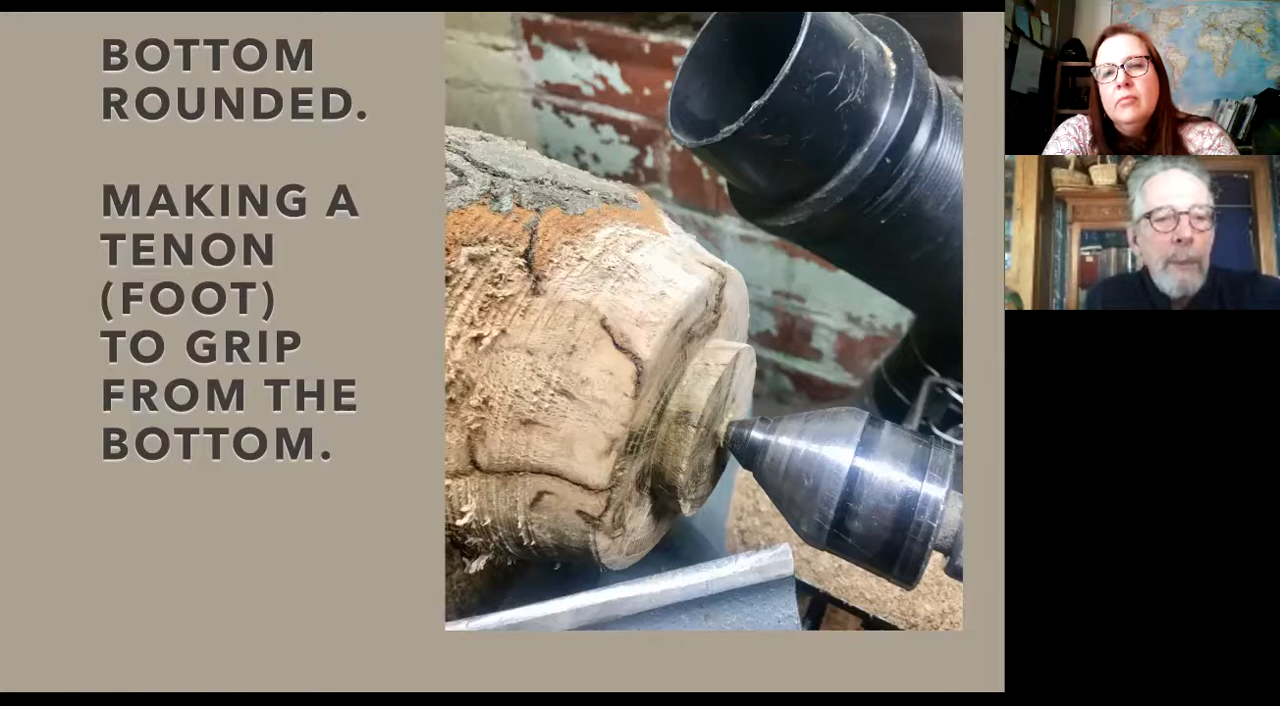 BOTTOM
ROUNDED.
MAKING A
TENON
(FOOT)
TO GRIP
FROM THE
BOTTOM.